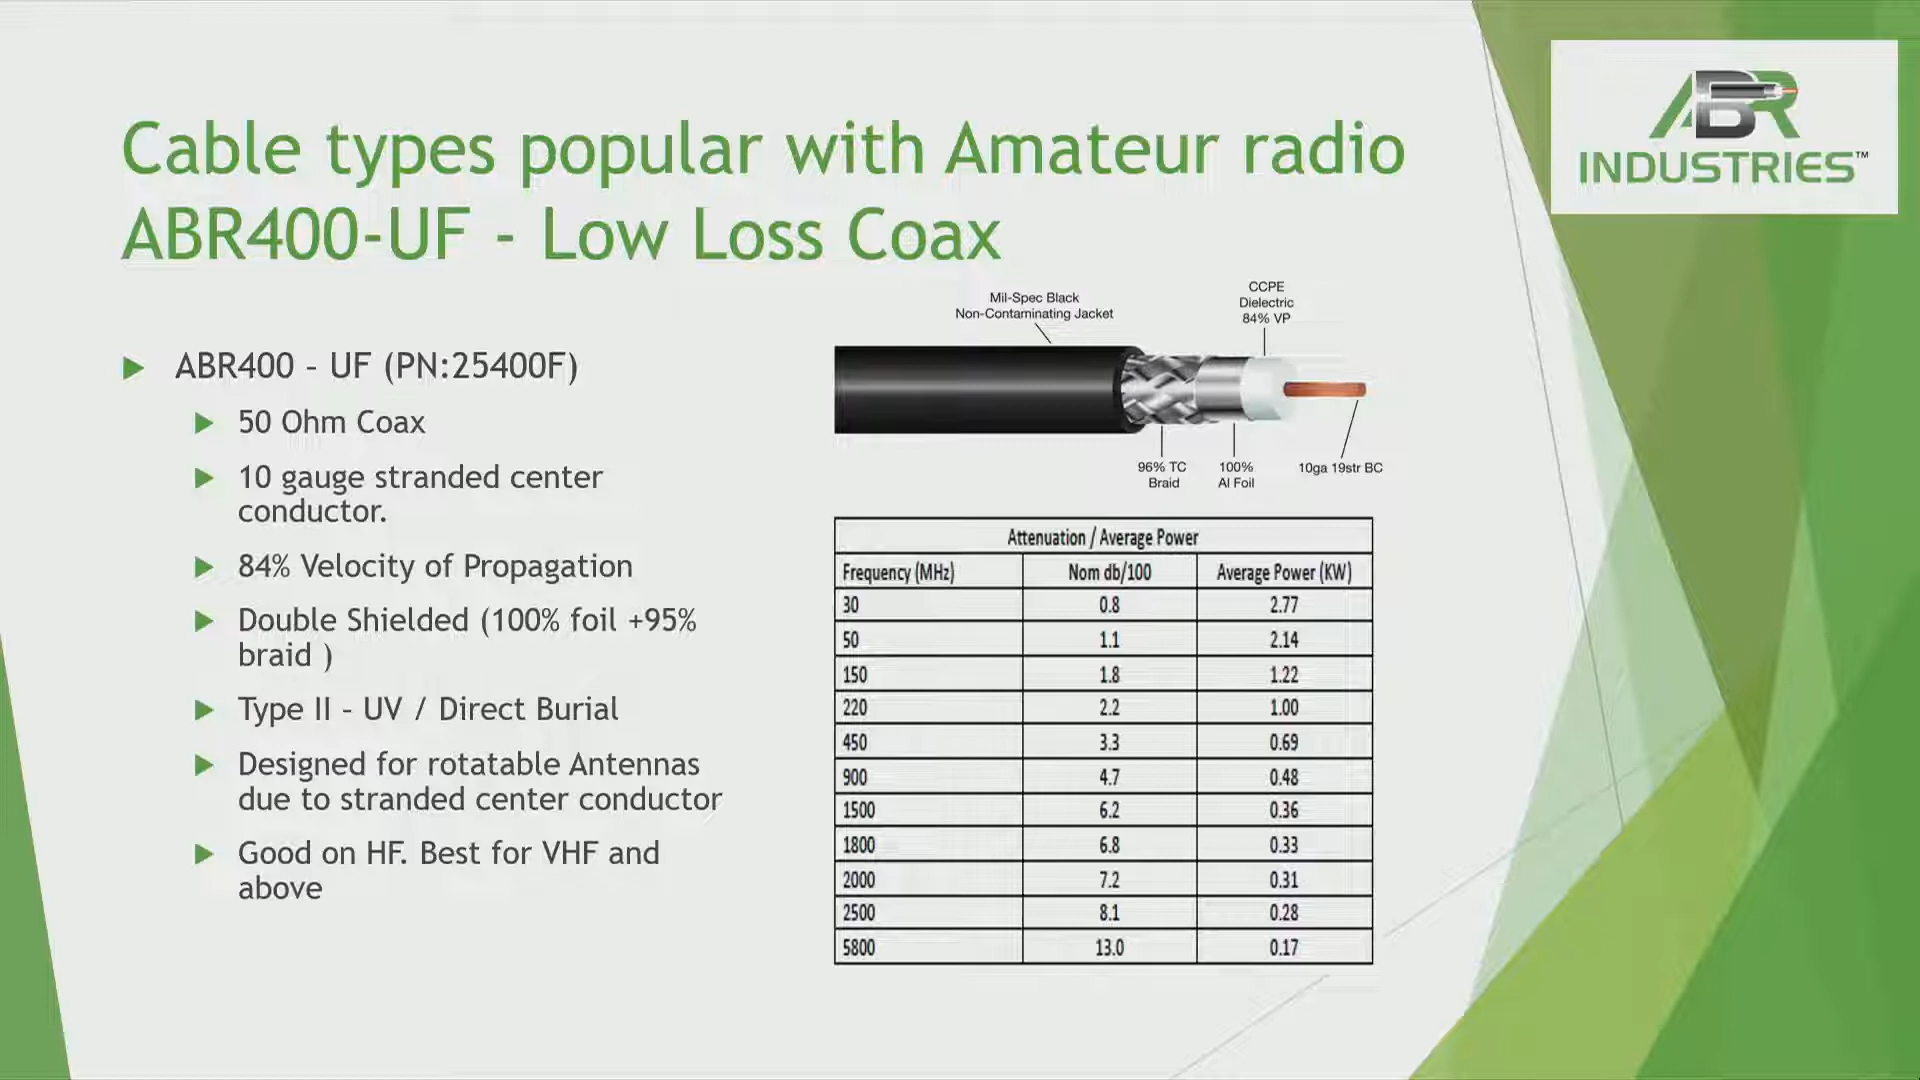 ABR
INDUSTRIES™
Cable types popular with Amateur radio
ABR400-UF - Low Loss Coax
ABR400 – UF (PN:25400F)
50 Ohm Coax
10 gauge stranded center
conductor.
84% Velocity of Propagation
Double Shielded (100% foil +95%
braid )
Type II – UV / Direct Burial
Designed for rotatable Antennas
due to stranded center conductor
Good on HF. Best for VHF and
above
Mil-Spec Black
Non-Contaminating Jacket
CCPE
Dielectric
84% VP
96% TC
Braid
100%
Al Foil
10ga 19str BC
Attenuation / Average Power
Frequency (MHz) Nom db/100 Average Power (KW)
30 0.8 2.77
50 1.1 2.14
150 1.8 1.22
220 2.2 1.00
450 3.3 0.69
900 4.7 0.48
1500 6.2 0.36
1800 6.8 0.33
2000 7.2 0.31
2500 8.1 0.28
5800 13.0 0.17